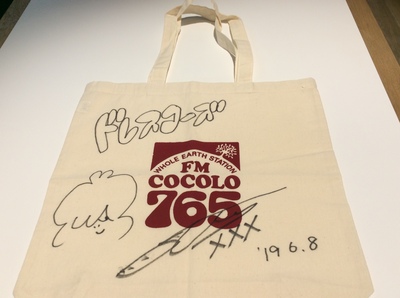 ドレスコーズ
WHOLE EARTH STATION
FM
COCOLO
765
XXX
'19 6.8